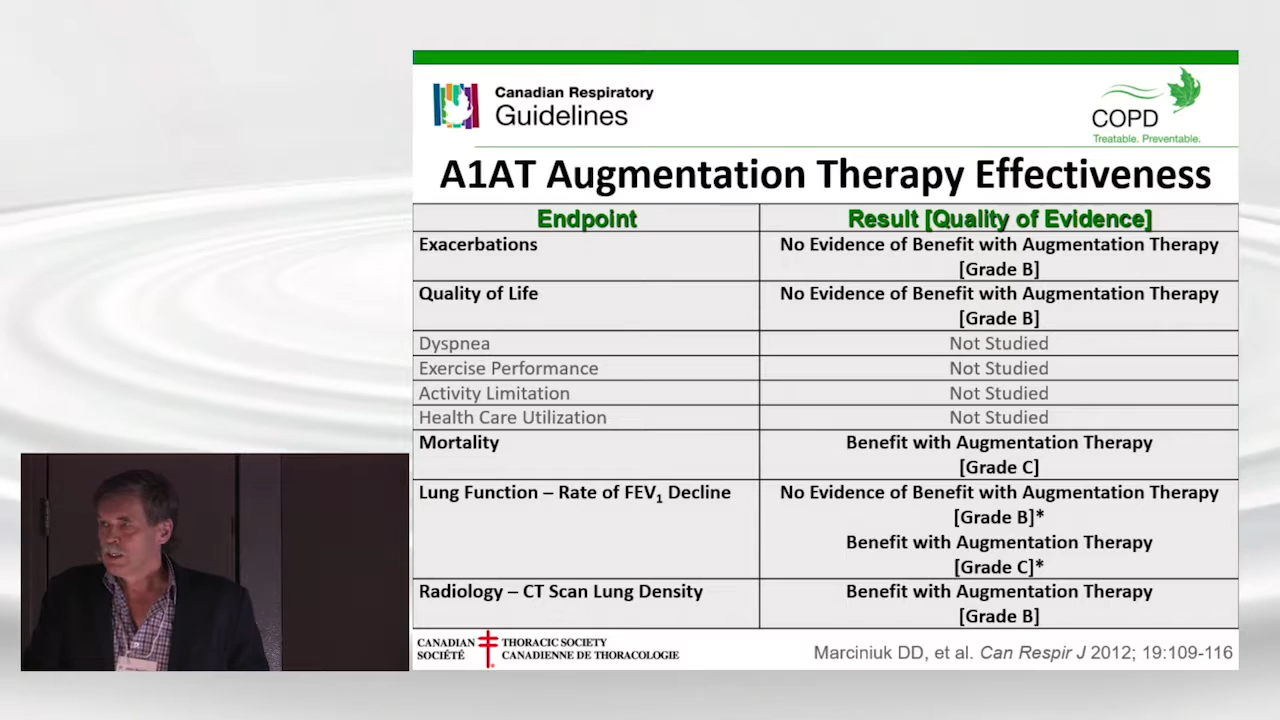 Canadian Respiratory
Guidelines
COPD
Treatable. Preventable.
A1AT Augmentation Therapy Effectiveness
Endpoint
Result [Quality of Evidence]
Exacerbations
No Evidence of Benefit with Augmentation Therapy
[Grade B]
Quality of Life
No Evidence of Benefit with Augmentation Therapy
[Grade B]
Dyspnea
Not Studied
Exercise Performance
Not Studied
Activity Limitation
Not Studied
Health Care Utilization
Not Studied
Mortality
Benefit with Augmentation Therapy
[Grade C]
Lung Function – Rate of FEV1 Decline
No Evidence of Benefit with Augmentation Therapy
[Grade B]*
Benefit with Augmentation Therapy
[Grade C]*
Radiology – CT Scan Lung Density
Benefit with Augmentation Therapy
[Grade B]
CANADIAN THORACIC SOCIETY
SOCIÉTÉ CANADIENNE DE THORACOLOGIE
Marciniuk DD, et al. Can Respir J 2012; 19:109-116